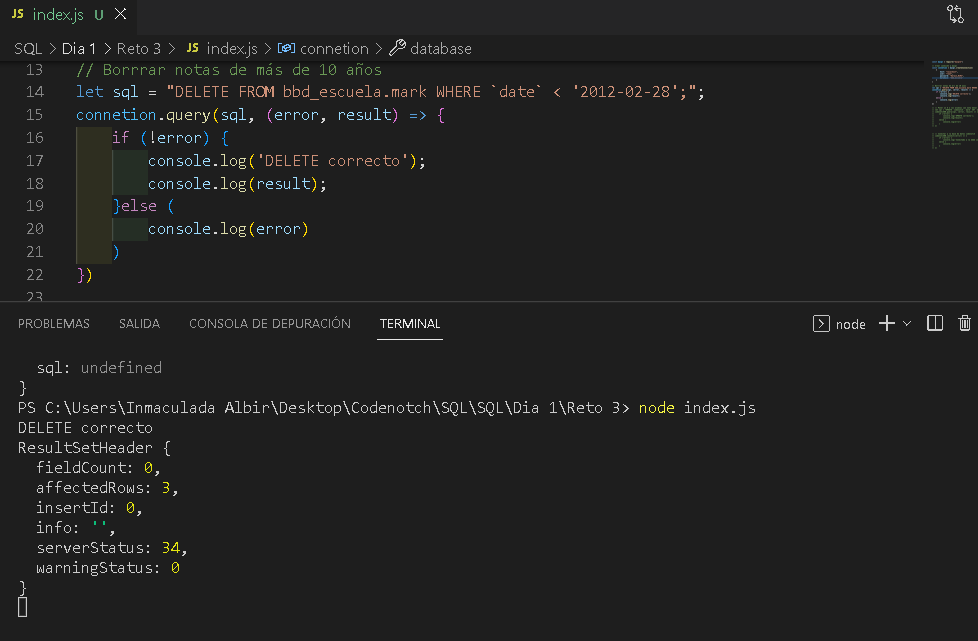 JS index.js U
SQL > Dia 1 > Reto 3 > JS index.js > connetion > database
13 // Borrrar notas de más de 10 años
14 let sql = "DELETE FROM bbd_escuela.mark WHERE `date` < '2012-02-28';";
15 connetion.query(sql, (error, result) => {
16 if (!error) {
17 console.log('DELETE correcto');
18 console.log(result);
19 }else (
20 console.log(error)
21 )
22 })
23
PROBLEMAS SALIDA CONSOLA DE DEPURACIÓN TERMINAL node
sql: undefined
}
PS C:\Users\Inmaculada Albir\Desktop\Codenotch\SQL\SQL\Dia 1\Reto 3> node index.js
DELETE correcto
ResultSetHeader {
fieldCount: 0,
affectedRows: 3,
insertId: 0,
info: '',
serverStatus: 34,
warningStatus: 0
}